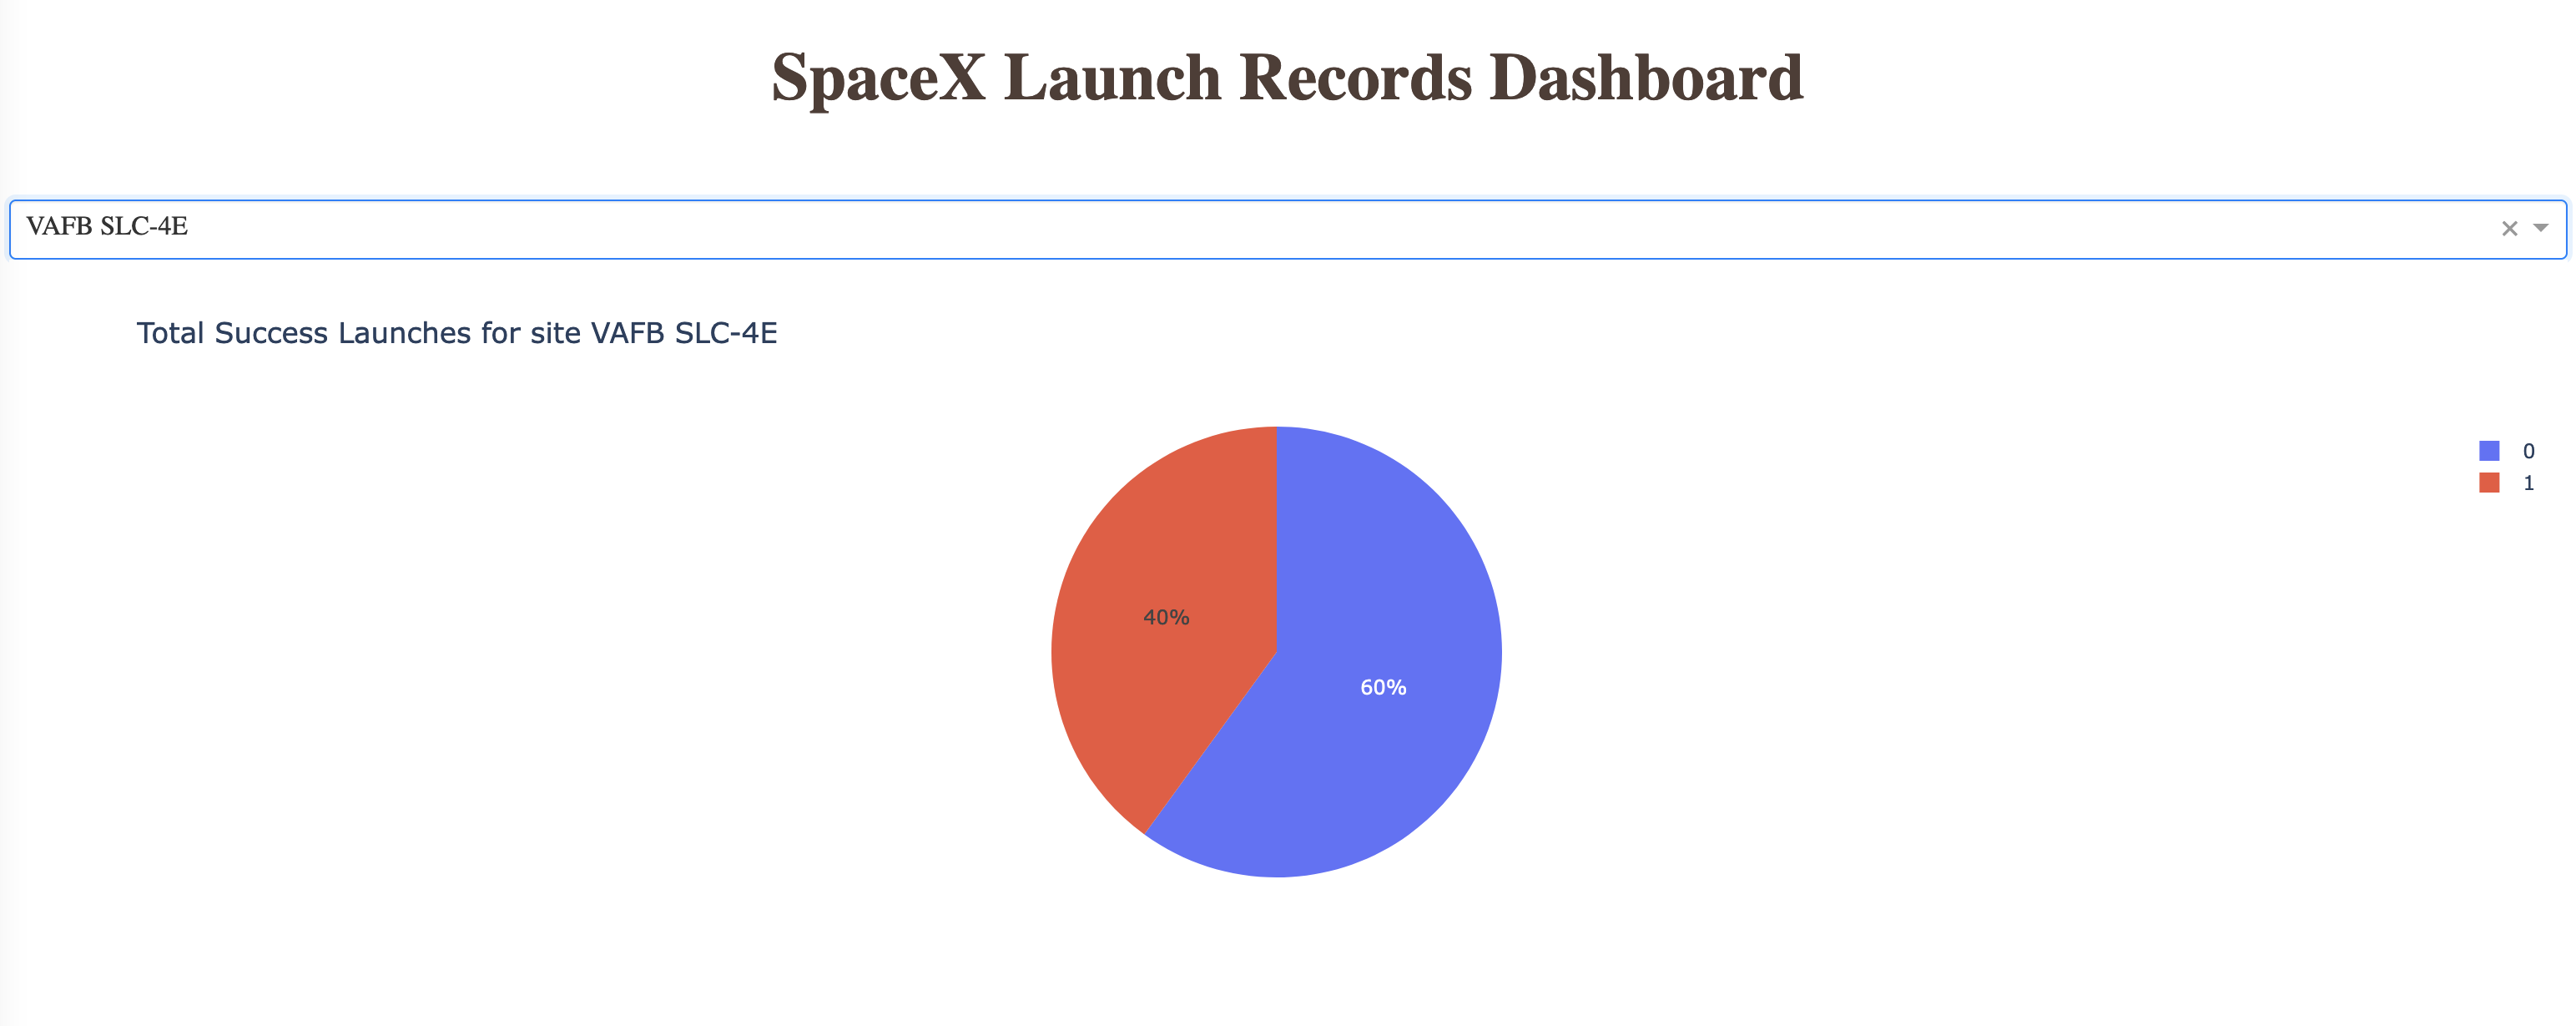 SpaceX Launch Records Dashboard
VAFB SLC-4E
Total Success Launches for site VAFB SLC-4E
0
1
40%
60%